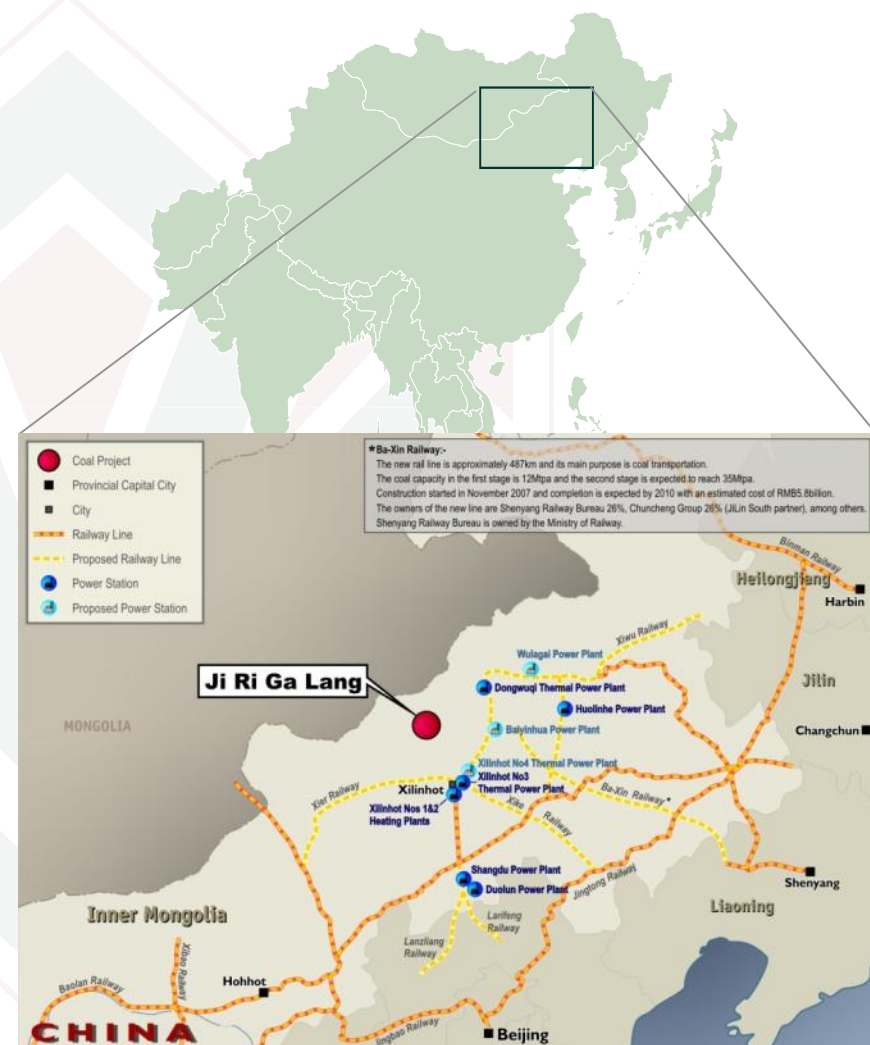 Coal Project
Provincial Capital City
City
Railway Line
Proposed Railway Line
Power Station
Proposed Power Station
*Ba-Xin Railway:-
The new rail line is approximately 487km and its main purpose is coal transportation.
The coal capacity in the first stage is 12Mtpa and the second stage is expected to reach 35Mtpa.
Construction started in November 2007 and completion is expected by 2010 with an estimated cost of RMB5.8billion.
The owners of the new line are Shenyang Railway Bureau 26%, Chuncheng Group 26% (JiLin South partner), among others.
Shenyang Railway Bureau is owned by the Ministry of Railway.
Binman Railway
Heilongjiang
Harbin
Xiwu Railway
Wulagai Power Plant
Ji Ri Ga Lang
Dongwuqi Thermal Power Plant
Jilin
Huolinhe Power Plant
MONGOLIA
Baiyinhua Power Plant
Changchun
Xilinhot No4 Thermal Power Plant
Xier Railway
Xilinhot
Xilinhot No3
Thermal Power Plant
Ba-Xin Railway*
Xilinhot Nos 1&2
Heating Plants
Xike Railway
Shangdu Power Plant
Duolun Power Plant
Jingtong Railway
Shenyang
Liaoning
Inner Mongolia
Larifeng
Railway
Lanzliang
Railway
Xibao Railway
Hohhot
Baolan Railway
CHINA
Jingbao Railway
Beijing